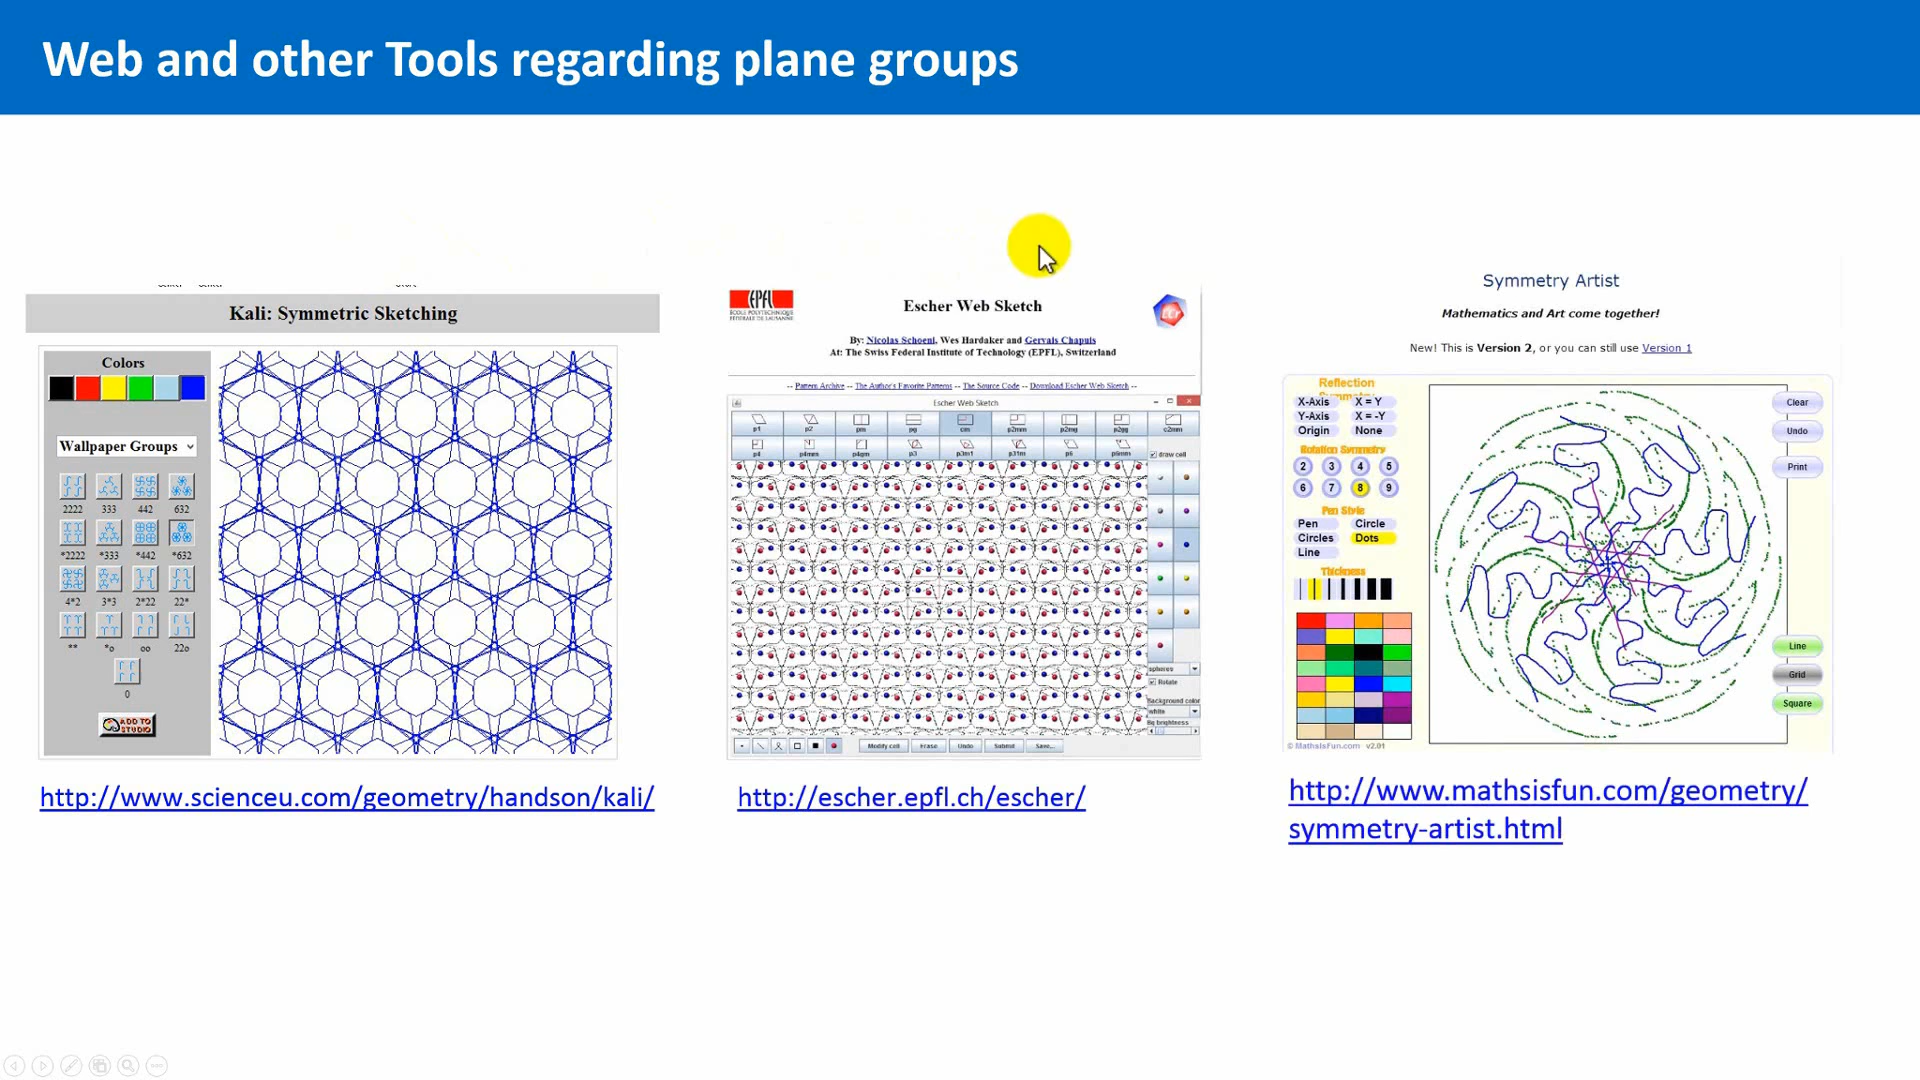 Web and other Tools regarding plane groups
Kali: Symmetric Sketching
Colors
Wallpaper Groups
2222 333 442 632
*2222 *333 *442 *632
4*2 3*3 2*22 22*
** *o oo 22o
0
ADD TO
STUDIO
http://www.scienceu.com/geometry/handson/kali/
EPFL
ÉCOLE POLYTECHNIQUE
FÉDÉRALE DE LAUSANNE
Escher Web Sketch
LCr
By: Nicolas Schoeni, Wes Hardaker and Gervais Chapuis
At: The Swiss Federal Institute of Technology (EPFL), Switzerland
-- Pattern Archive -- The Author's Favorite Patterns -- The Source Code -- Download Escher Web Sketch --
Escher Web Sketch
p1 p2 pm pg cm p2mm p2mg p2gg c2mm
p4 p4mm p4gm p3 p3m1 p31m p6 p6mm draw cell
spheres
Rotate
Background color
white
Bg brightness
Modify cell Erase Undo Submit Save...
http://escher.epfl.ch/escher/
Symmetry Artist
Mathematics and Art come together!
New! This is Version 2, or you can still use Version 1
Reflection
X-Axis X = Y
Y-Axis X = -Y
Origin None
Rotation Symmetry
2 3 4 5
6 7 8 9
Pen Style
Pen Circle
Circles Dots
Line
Thickness
© MathsIsFun.com v2.01
Clear
Undo
Print
Line
Grid
Square
http://www.mathsisfun.com/geometry/
symmetry-artist.html